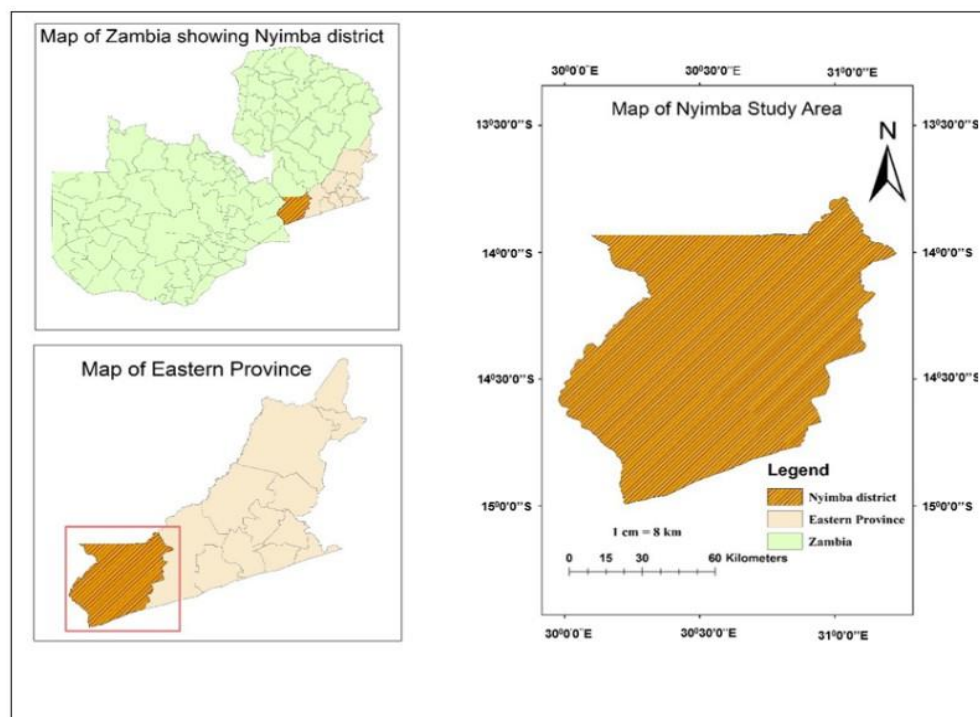 Map of Zambia showing Nyimba district
Map of Eastern Province
30⁰0'0"E 30⁰30'0"E 31⁰0'0"E
Map of Nyimba Study Area
13⁰30'0"S 13⁰30'0"S
N
14⁰0'0"S 14⁰0'0"S
14⁰30'0"S 14⁰30'0"S
Legend
Nyimba district
15⁰0'0"S 15⁰0'0"S
Eastern Province
1 cm = 8 km
Zambia
0 15 30 60 Kilometers
30⁰0'0"E 30⁰30'0"E 31⁰0'0"E